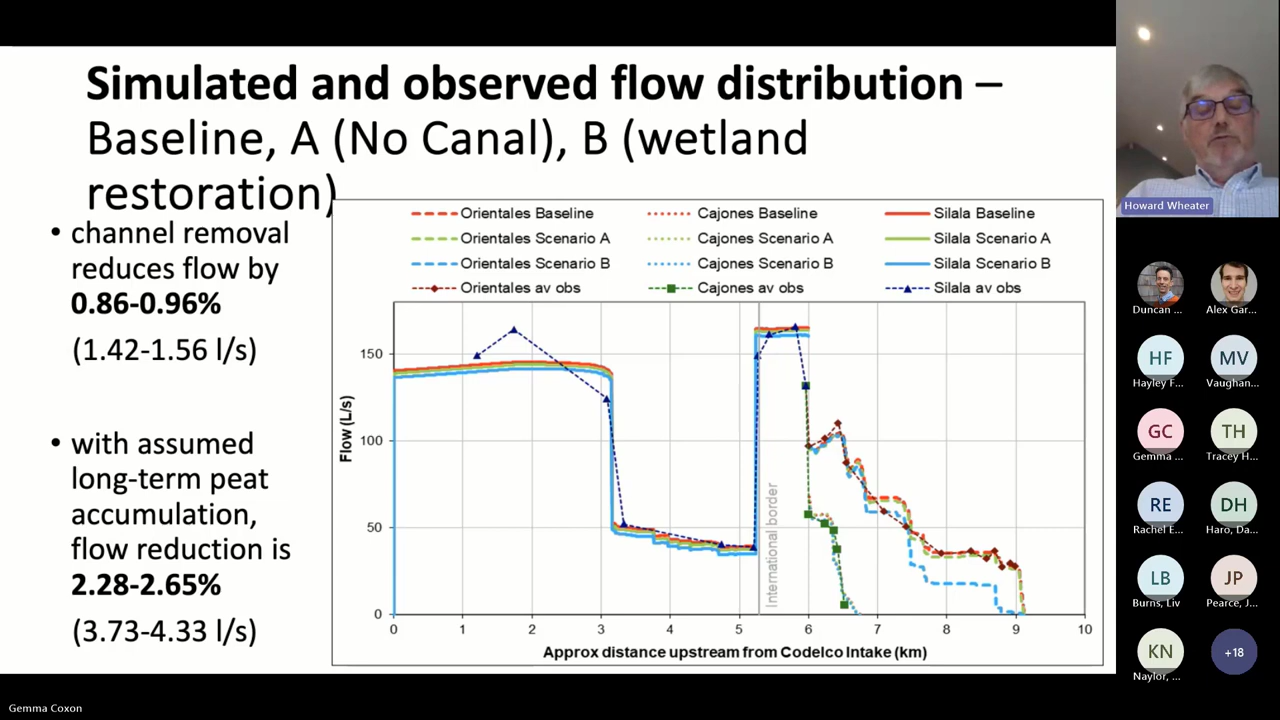 Simulated and observed flow distribution –
Baseline, A (No Canal), B (wetland
restoration)
• channel removal
reduces flow by
0.86-0.96%
(1.42-1.56 l/s)
• with assumed
long-term peat
accumulation,
flow reduction is
2.28-2.65%
(3.73-4.33 l/s)
Orientales Baseline Cajones Baseline Silala Baseline
Orientales Scenario A Cajones Scenario A Silala Scenario A
Orientales Scenario B Cajones Scenario B Silala Scenario B
Orientales av obs Cajones av obs Silala av obs
Flow (L/s)
150
100
50
0
International border
0 1 2 3 4 5 6 7 8 9 10
Approx distance upstream from Codelco Intake (km)
Howard Wheater
Duncan ... Alex Gar...
HF MV
Hayley F... Vaughan...
GC TH
Gemma ... Tracey H...
RE DH
Rachel E... Haro, Da...
LB JP
Burns, Liv Pearce, J...
KN +18
Naylor, ...
Gemma Coxon